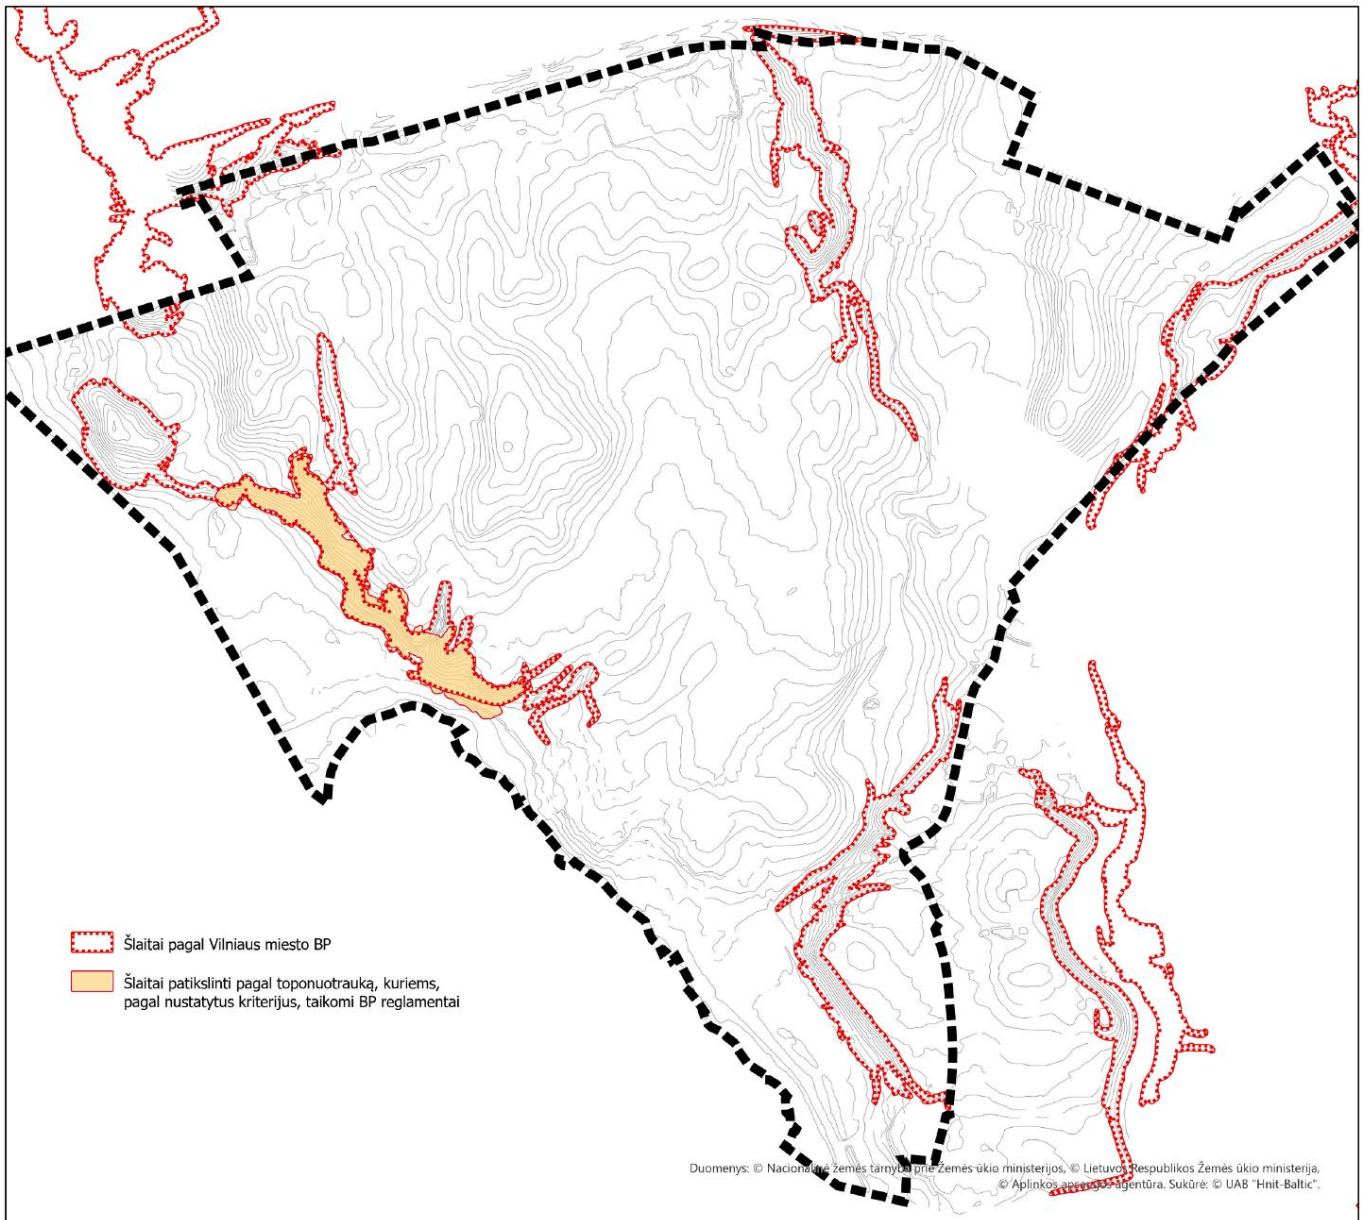 Šlaitai pagal Vilniaus miesto BP
Šlaitai patikslinti pagal toponuotrauką, kuriems,
pagal nustatytus kriterijus, taikomi BP reglamentai
Duomenys: © Nacionalinė žemės tarnyba prie Žemės ūkio ministerijos, © Lietuvos Respublikos Žemės ūkio ministerija,
© Aplinkos apsaugos agentūra. Sukūrė: © UAB "Hnit-Baltic".